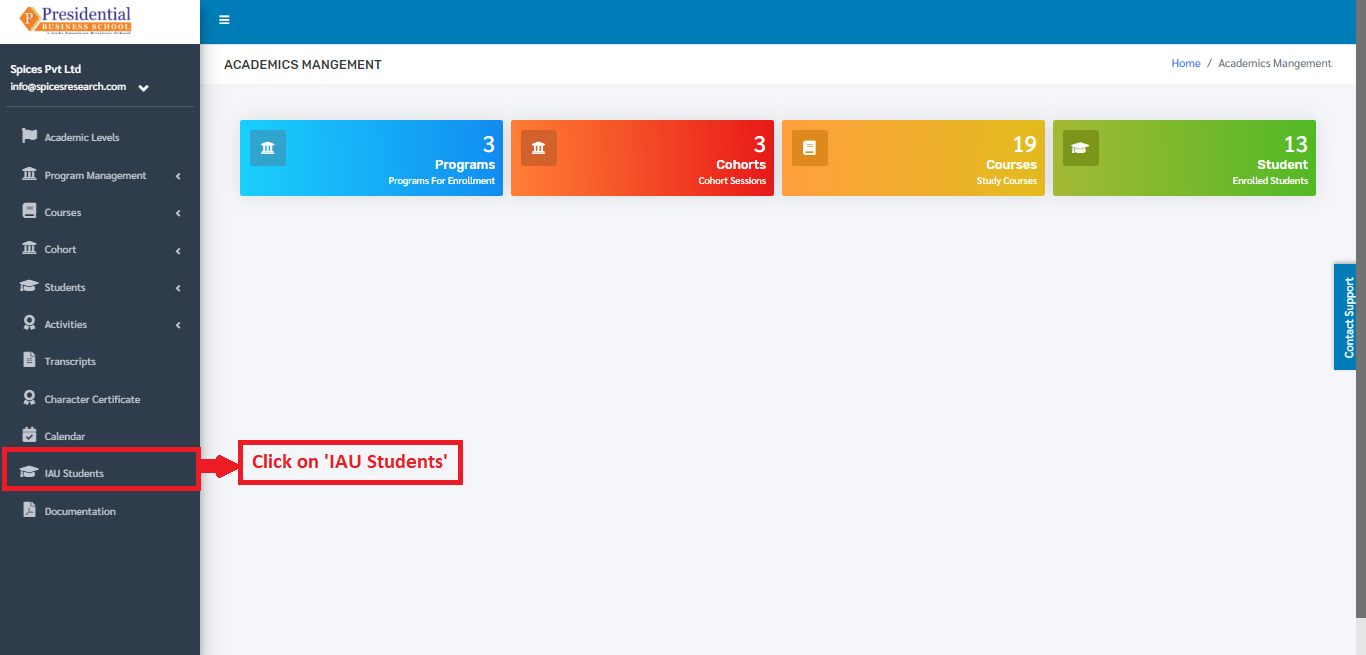 P
Presidential
BUSINESS SCHOOL
Spices Pvt Ltd
info@spicesresearch.com
Academic Levels
Program Management
Courses
Cohort
Students
Activities
Transcripts
Character Certificate
Calendar
IAU Students
Documentation
ACADEMICS MANGEMENT
Home / Academics Mangement
3
Programs
Programs For Enrollment
3
Cohorts
Cohort Sessions
19
Courses
Study Courses
13
Student
Enrolled Students
Click on 'IAU Students'
Contact Support